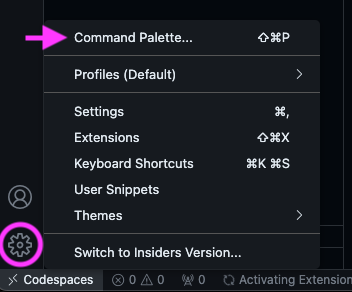 Command Palette... ⇧⌘P
Profiles (Default)
Settings ⌘,
Extensions ⇧⌘X
Keyboard Shortcuts ⌘K ⌘S
User Snippets
Themes
Switch to Insiders Version...
Codespaces 0 0 0 Activating Extension